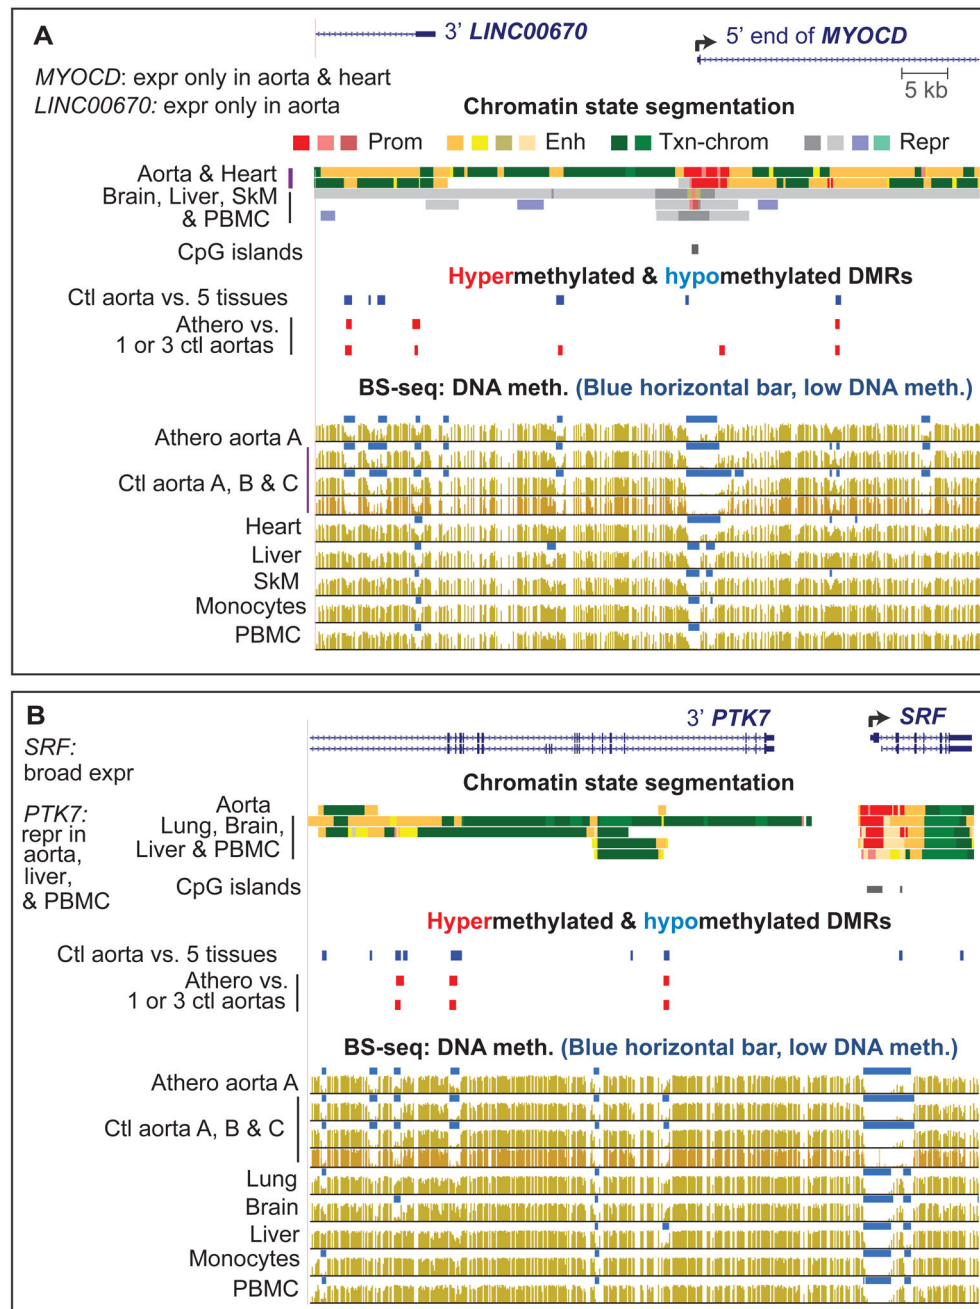 A
3' LINC00670
5' end of MYOCD
MYOCD: expr only in aorta & heart
5 kb
LINC00670: expr only in aorta
Chromatin state segmentation
Prom Enh Txn-chrom Repr
Aorta & Heart
Brain, Liver, SkM
& PBMC
CpG islands
Hypermethylated & hypomethylated DMRs
Ctl aorta vs. 5 tissues
Athero vs.
1 or 3 ctl aortas
BS-seq: DNA meth. (Blue horizontal bar, low DNA meth.)
Athero aorta A
Ctl aorta A, B & C
Heart
Liver
SkM
Monocytes
PBMC
B
3' PTK7
SRF
SRF:
broad expr
Chromatin state segmentation
PTK7:
repr in
aorta,
liver,
& PBMC
Aorta
Lung, Brain,
Liver & PBMC
CpG islands
Hypermethylated & hypomethylated DMRs
Ctl aorta vs. 5 tissues
Athero vs.
1 or 3 ctl aortas
BS-seq: DNA meth. (Blue horizontal bar, low DNA meth.)
Athero aorta A
Ctl aorta A, B & C
Lung
Brain
Liver
Monocytes
PBMC